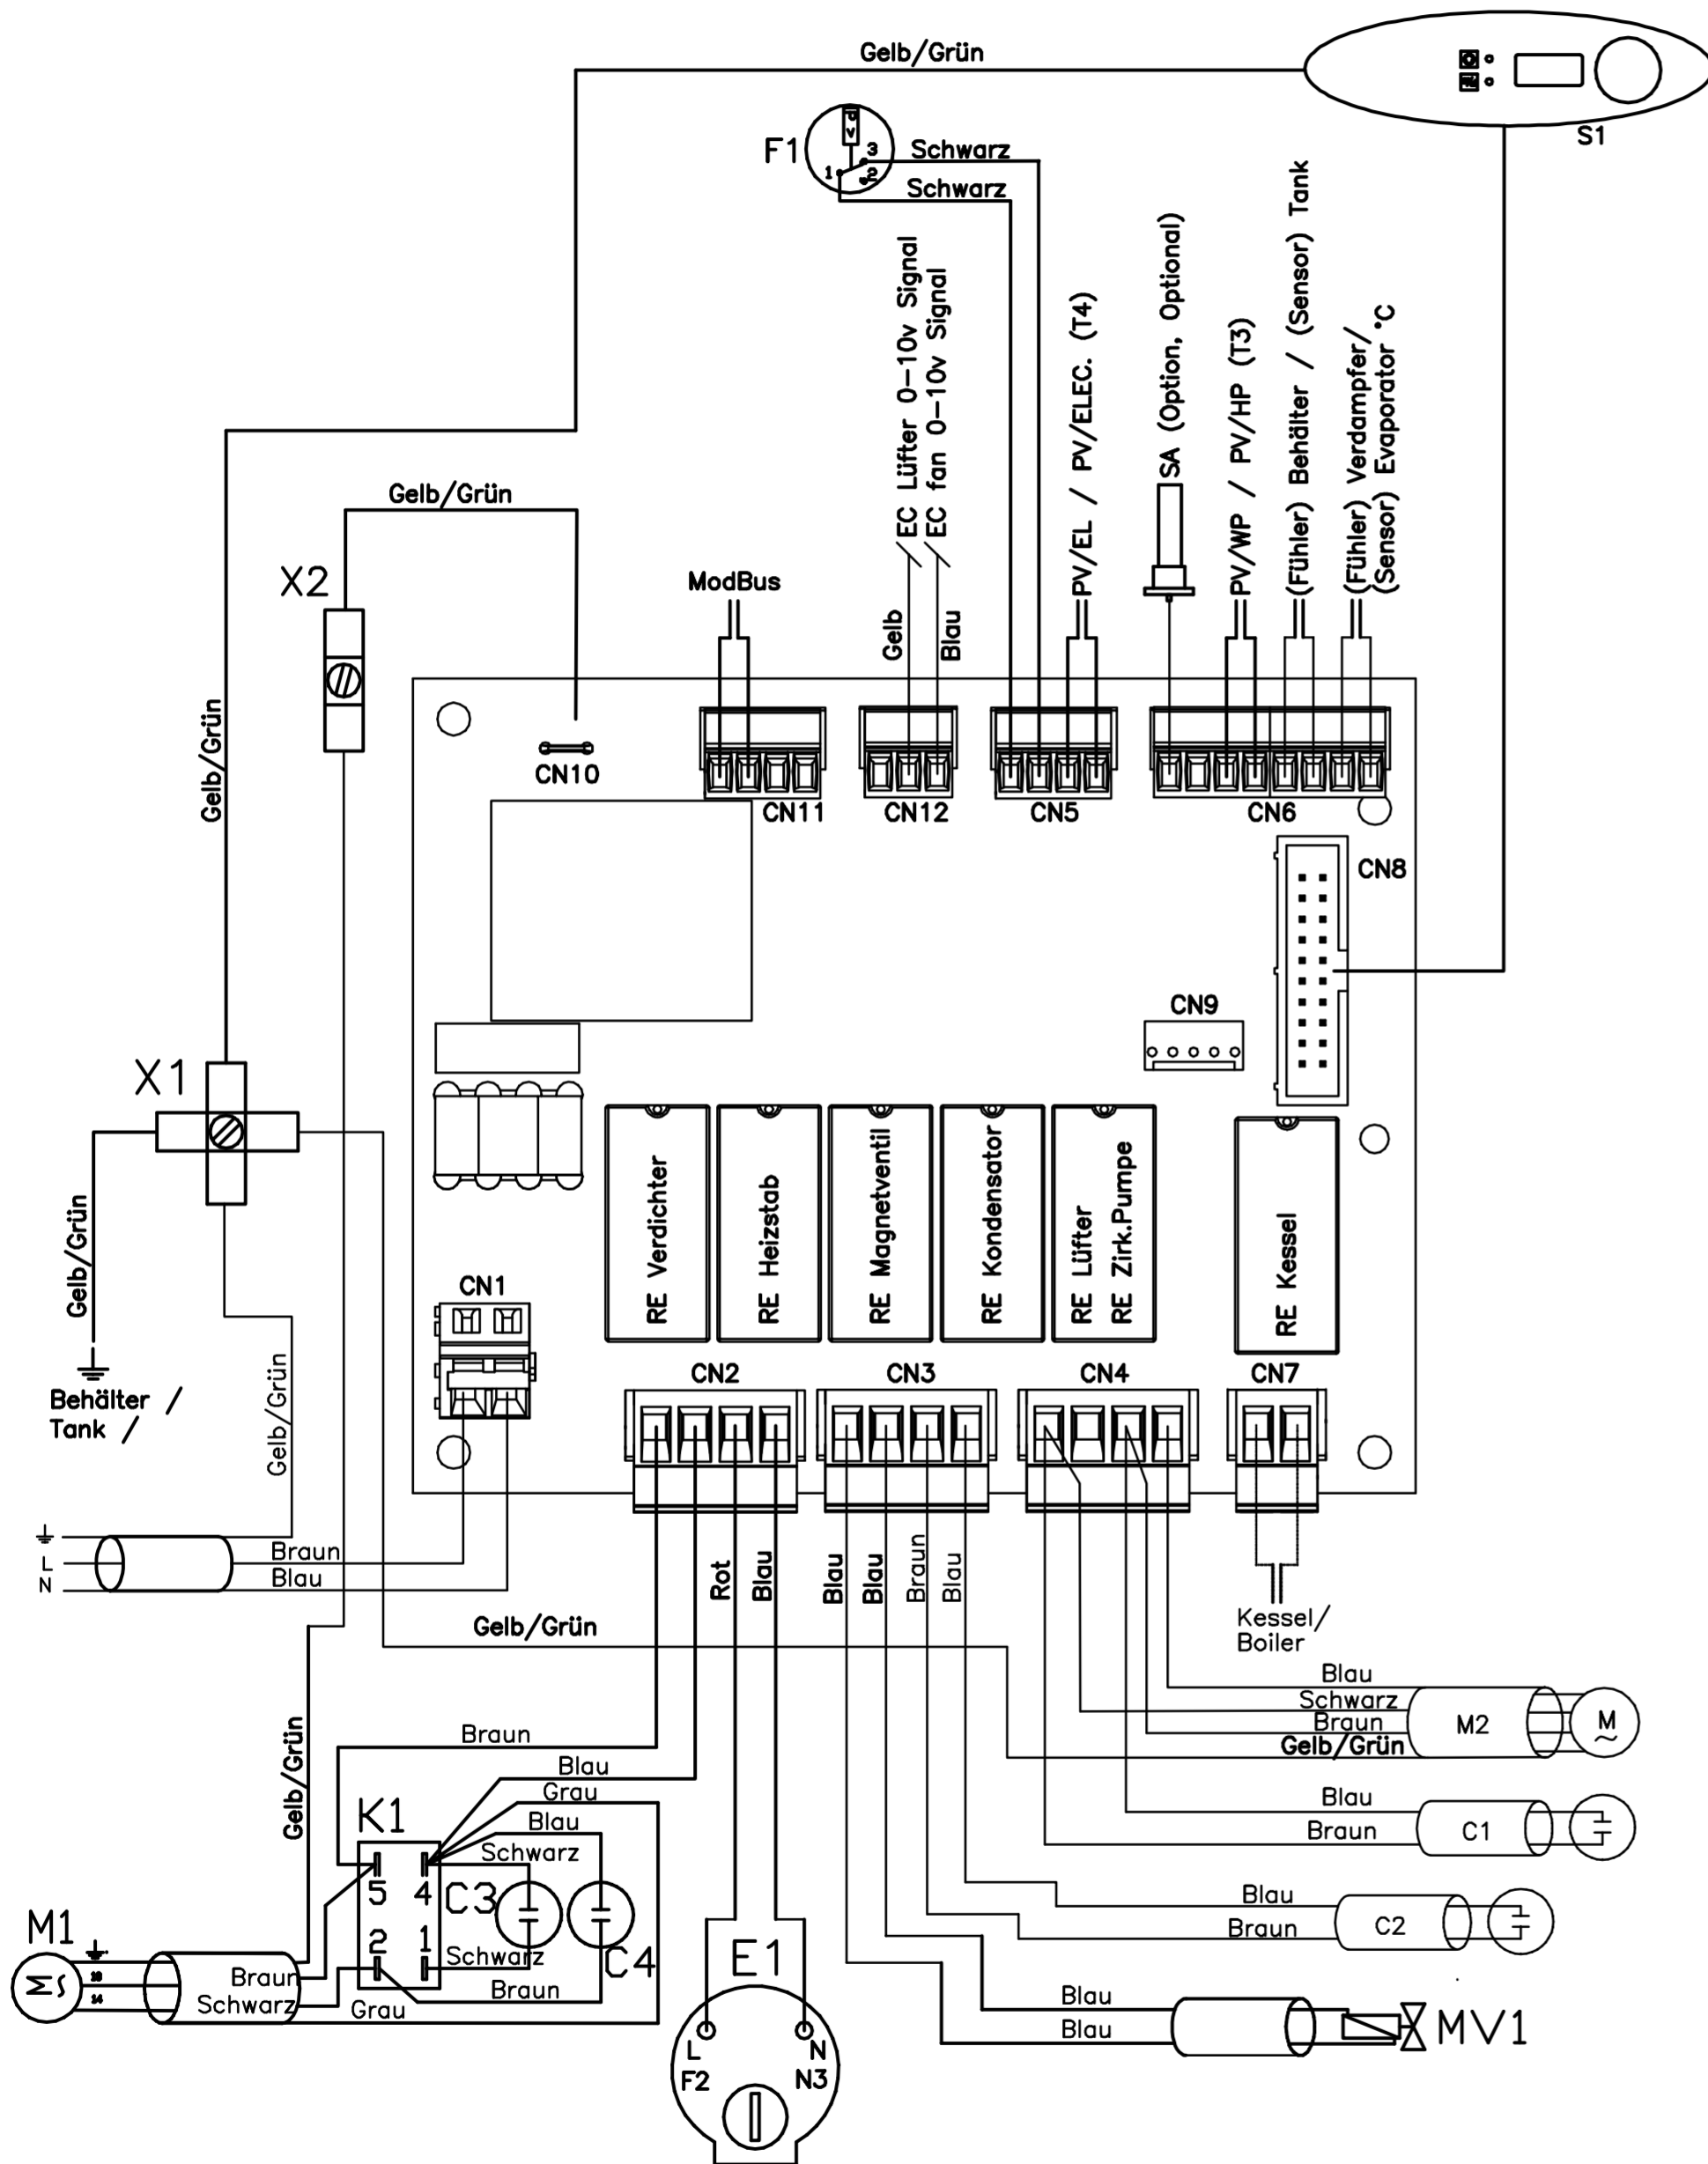 Gelb/Grün
S1
F1
3
1
2
Schwarz
Schwarz
EC Lüfter 0-10v Signal
EC fan 0-10v Signal
PV/EL / PV/ELEC. (T4)
SA (Option, Optional)
PV/WP / PV/HP (T3)
(Fühler) Behälter / (Sensor) Tank
(Fühler) Verdampfer/
(Sensor) Evaporator °C
Gelb/Grün
X2
ModBus
Gelb
Blau
Gelb/Grün
CN10
CN11
CN12
CN5
CN6
CN8
CN9
X1
Gelb/Grün
RE Verdichter
RE Heizstab
RE Magnetventil
RE Kondensator
RE Lüfter
RE Zirk.Pumpe
RE Kessel
CN1
Behälter /
Tank /
Gelb/Grün
CN2
CN3
CN4
CN7
L
N
Braun
Blau
Rot
Blau
Blau
Blau
Braun
Blau
Kessel/
Boiler
Gelb/Grün
Blau
Schwarz
Braun
Gelb/Grün
M2
M
~
Gelb/Grün
Braun
Blau
Grau
Blau
Schwarz
K1
5
4
2
1
C3
C4
Schwarz
Braun
Blau
Braun
C1
Blau
Braun
C2
M1
M
Braun
Schwarz
Grau
E1
L
N
F2
N3
Blau
Blau
MV1